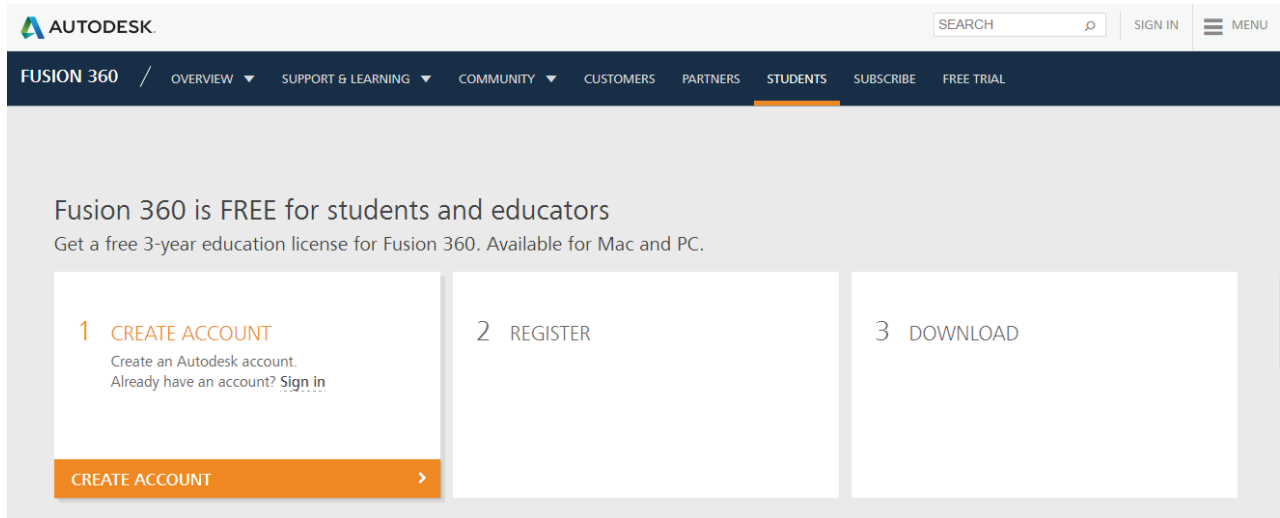 AUTODESK.
SEARCH
SIGN IN
MENU
FUSION 360 / OVERVIEW SUPPORT & LEARNING COMMUNITY CUSTOMERS PARTNERS STUDENTS SUBSCRIBE FREE TRIAL
Fusion 360 is FREE for students and educators
Get a free 3-year education license for Fusion 360. Available for Mac and PC.
1 CREATE ACCOUNT
Create an Autodesk account.
Already have an account? Sign in
CREATE ACCOUNT
2 REGISTER
3 DOWNLOAD